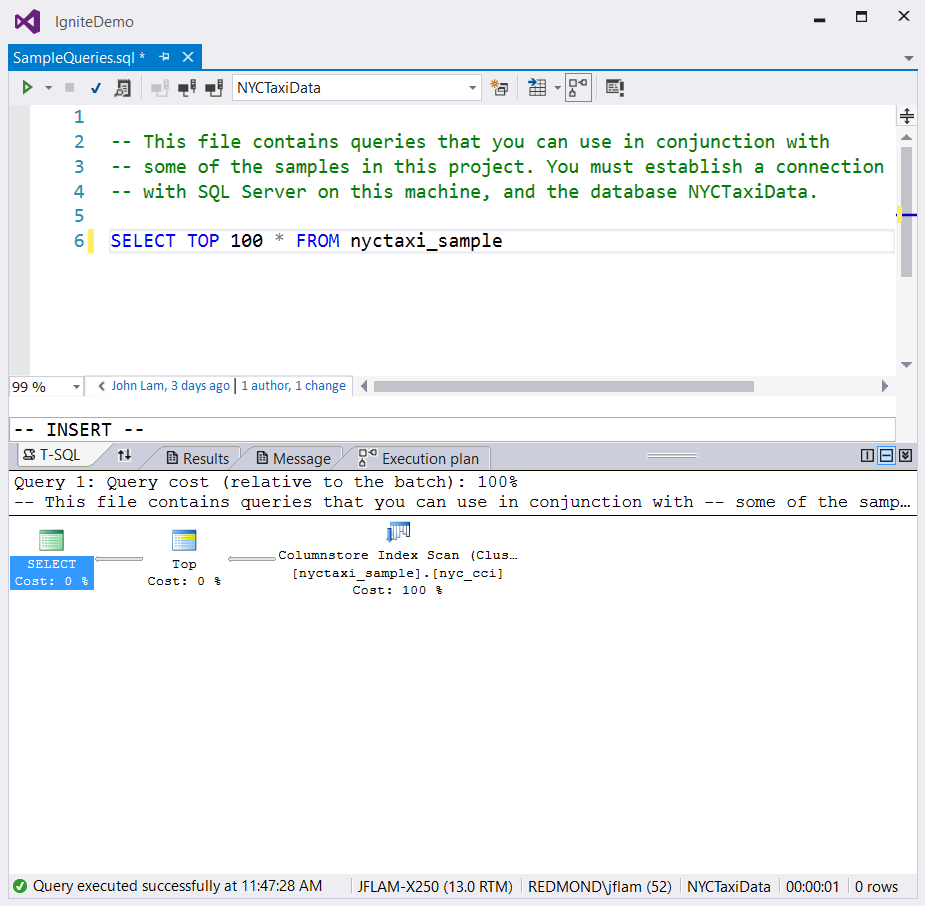 IgniteDemo
SampleQueries.sql *
NYCTaxiData
1
2 -- This file contains queries that you can use in conjunction with
3 -- some of the samples in this project. You must establish a connection
4 -- with SQL Server on this machine, and the database NYCTaxiData.
5
6 SELECT TOP 100 * FROM nyctaxi_sample
99 % John Lam, 3 days ago | 1 author, 1 change
-- INSERT --
T-SQL Results Message Execution plan
Query 1: Query cost (relative to the batch): 100%
-- This file contains queries that you can use in conjunction with -- some of the samp...
SELECT
Cost: 0 %
Top
Cost: 0 %
Columnstore Index Scan (Clus...
[nyctaxi_sample].[nyc_cci]
Cost: 100 %
Query executed successfully at 11:47:28 AM JFLAM-X250 (13.0 RTM) REDMOND\jflam (52) NYCTaxiData 00:00:01 0 rows